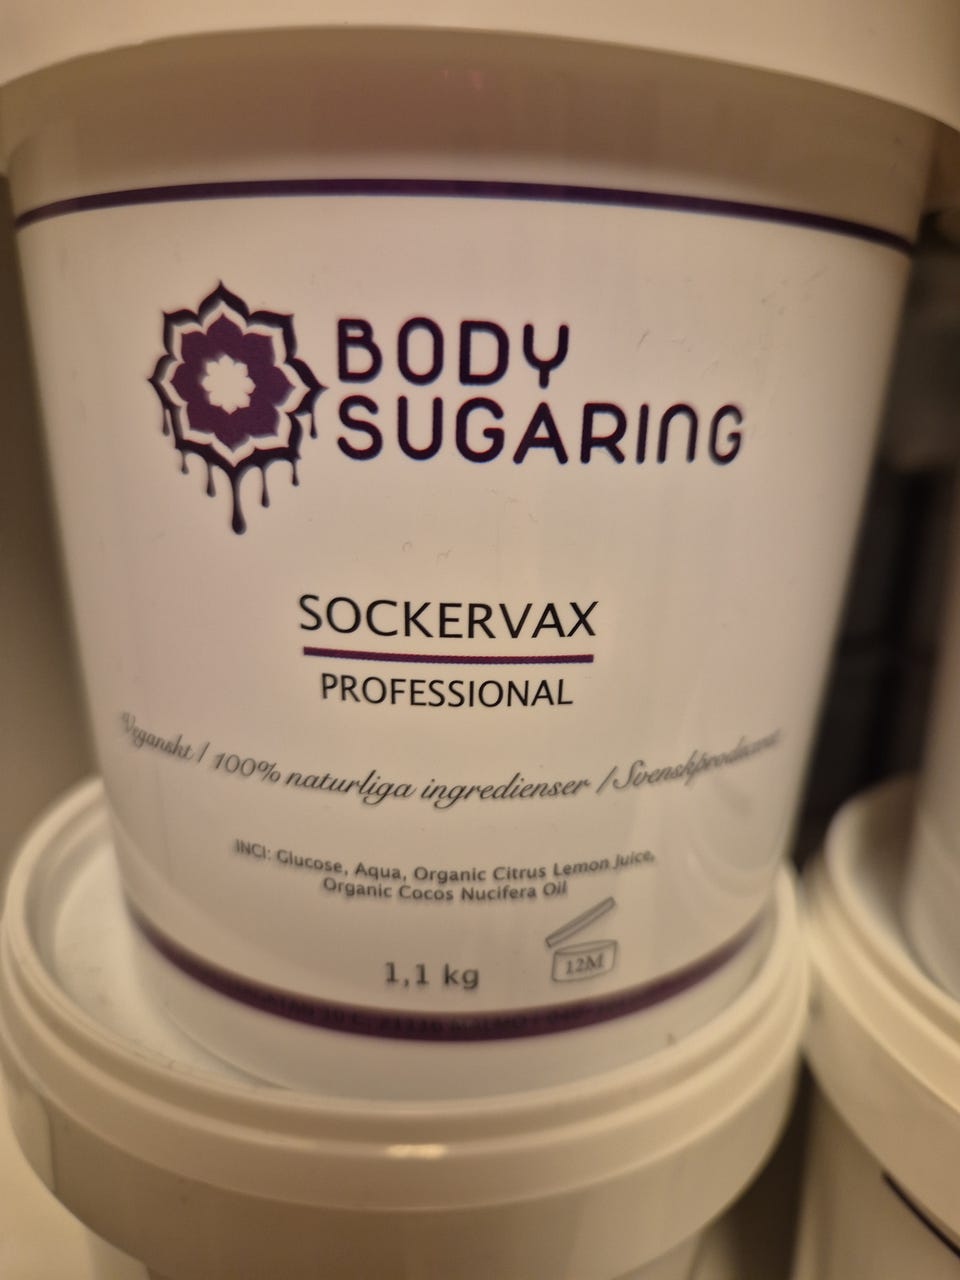 BODY
SUGARING
SOCKERVAX
PROFESSIONAL
Veganskt / 100% naturliga ingredienser / Svenskproducerat
INCI: Glucose, Aqua, Organic Citrus Lemon Juice,
Organic Cocos Nucifera Oil
12M
1,1 kg